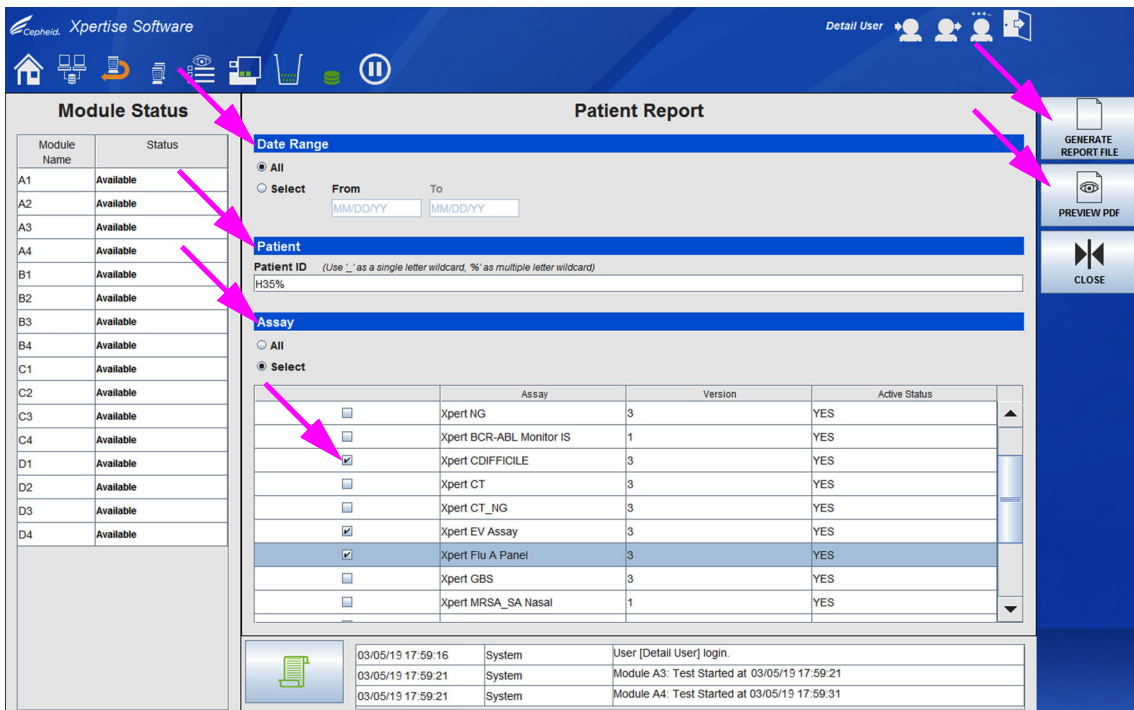 Cepheid. Xpertise Software
Detail User
Module Status
Module Name Status
A1 Available
A2 Available
A3 Available
A4 Available
B1 Available
B2 Available
B3 Available
B4 Available
C1 Available
C2 Available
C3 Available
C4 Available
D1 Available
D2 Available
D3 Available
D4 Available
Patient Report
Date Range
All
Select From To
MM/DD/YY MM/DD/YY
Patient
Patient ID (Use '_' as a single letter wildcard, '%' as multiple letter wildcard)
H35%
Assay
All
Select
Assay Version Active Status
Xpert NG 3 YES
Xpert BCR-ABL Monitor IS 1 YES
Xpert CDIFFICILE 3 YES
Xpert CT 3 YES
Xpert CT_NG 3 YES
Xpert EV Assay 3 YES
Xpert Flu A Panel 3 YES
Xpert GBS 3 YES
Xpert MRSA_SA Nasal 1 YES
03/05/19 17:59:16 System User [Detail User] login.
03/05/19 17:59:21 System Module A3: Test Started at 03/05/19 17:59:21
03/05/19 17:59:21 System Module A4: Test Started at 03/05/19 17:59:31
GENERATE
REPORT FILE
PREVIEW PDF
CLOSE